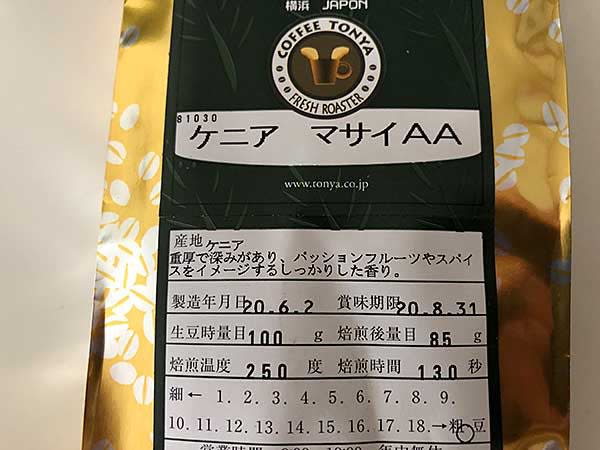 横浜 JAPON
COFFEE TONYA
FRESH ROASTER
81030
ケニア マサイAA
www.tonya.co.jp
産地 ケニア
重厚で深みがあり、パッションフルーツやスパイ
スをイメージするしっかりした香り。
製造年月日 20.6.2 賞味期限 20.8.31
生豆時量目 100 g 焙煎後量目 85 g
焙煎温度 250 度 焙煎時間 130 秒
細←1. 2. 3. 4. 5. 6. 7. 8. 9.
10. 11. 12. 13. 14. 15. 16. 17. 18.→粗 豆
営業時間